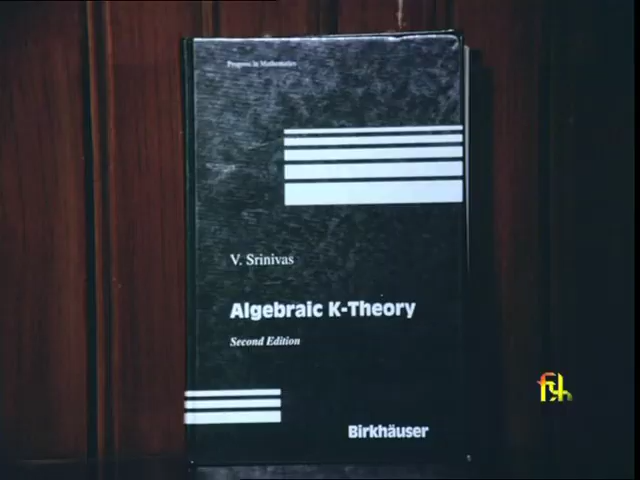 Progress in Mathematics
V. Srinivas
Algebraic K-Theory
Second Edition
Birkhäuser